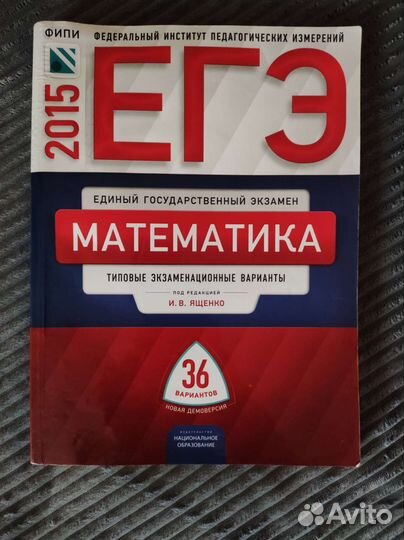 ФИПИ
ФЕДЕРАЛЬНЫЙ ИНСТИТУТ ПЕДАГОГИЧЕСКИХ ИЗМЕРЕНИЙ
2015
ЕГЭ
ЕДИНЫЙ ГОСУДАРСТВЕННЫЙ ЭКЗАМЕН
МАТЕМАТИКА
ТИПОВЫЕ ЭКЗАМЕНАЦИОННЫЕ ВАРИАНТЫ
ПОД РЕДАКЦИЕЙ
И. В. ЯЩЕНКО
36
ВАРИАНТОВ
НОВАЯ ДЕМОВЕРСИЯ
ИЗДАТЕЛЬСТВО
НАЦИОНАЛЬНОЕ
ОБРАЗОВАНИЕ
Avito